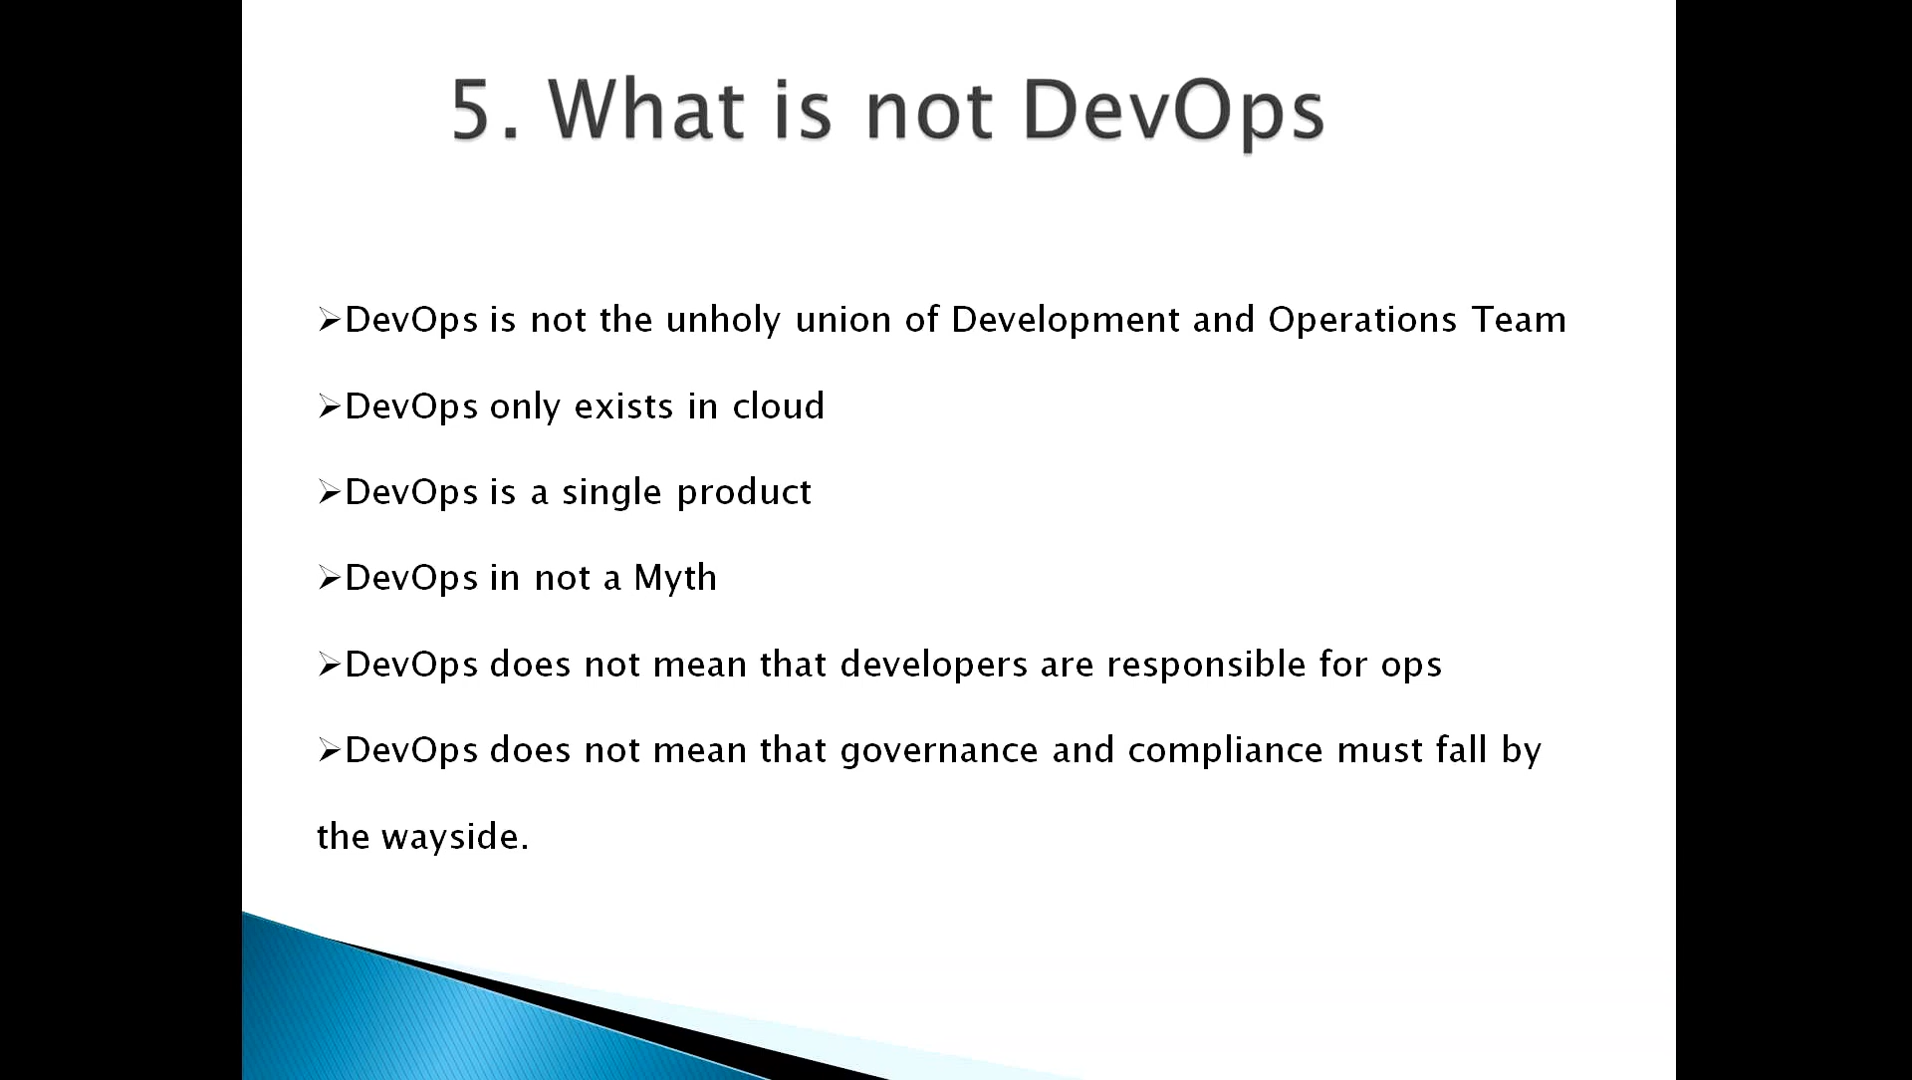 5. What is not DevOps
➢DevOps is not the unholy union of Development and Operations Team
➢DevOps only exists in cloud
➢DevOps is a single product
➢DevOps in not a Myth
➢DevOps does not mean that developers are responsible for ops
➢DevOps does not mean that governance and compliance must fall by
the wayside.